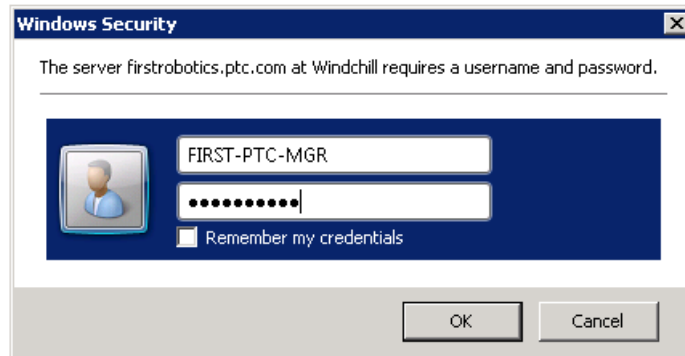 Windows Security
The server firstrobotics.ptc.com at Windchill requires a username and password.
FIRST-PTC-MGR
●●●●●●●●●●
Remember my credentials
OK
Cancel